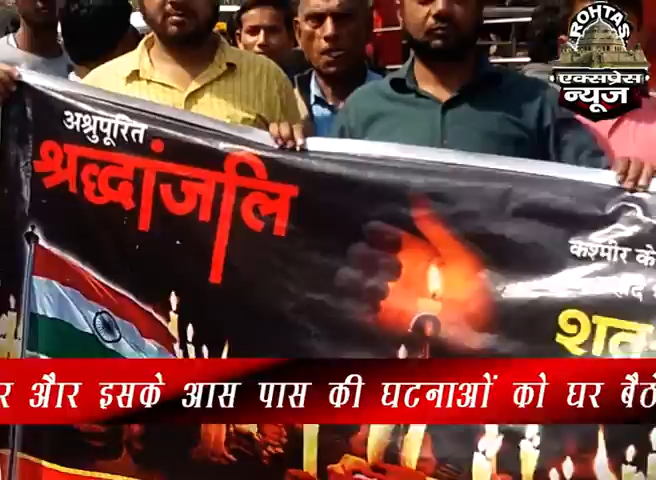 ROHTAS
एक्सप्रेस
न्यूज
अश्रुपूरित
श्रद्धांजलि
कश्मीर के
शत
र और इसके आस पास की घटनाओं को घर बैठे